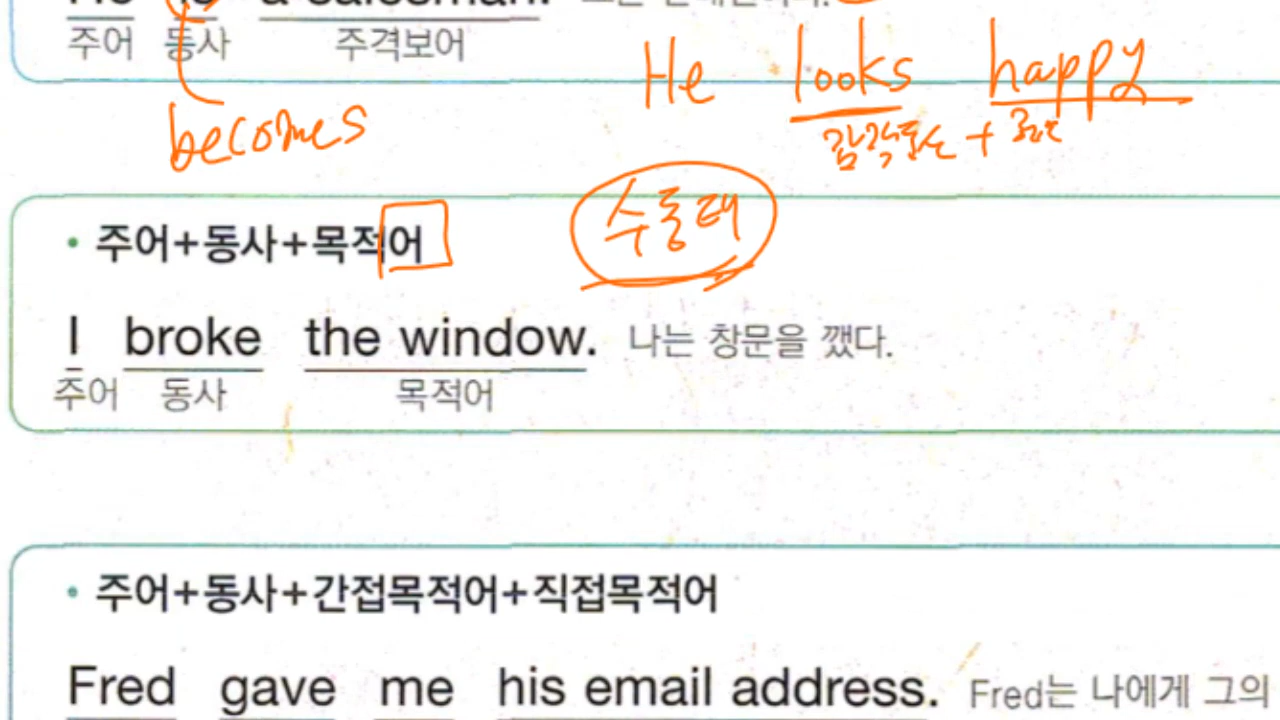 He is a salesman.
주어 동사 주격보어
He looks happy
감각동사 + 형용
becomes
수동태
• 주어+동사+목적어
I broke the window. 나는 창문을 깼다.
주어 동사 목적어
• 주어+동사+간접목적어+직접목적어
Fred gave me his email address. Fred는 나에게 그의